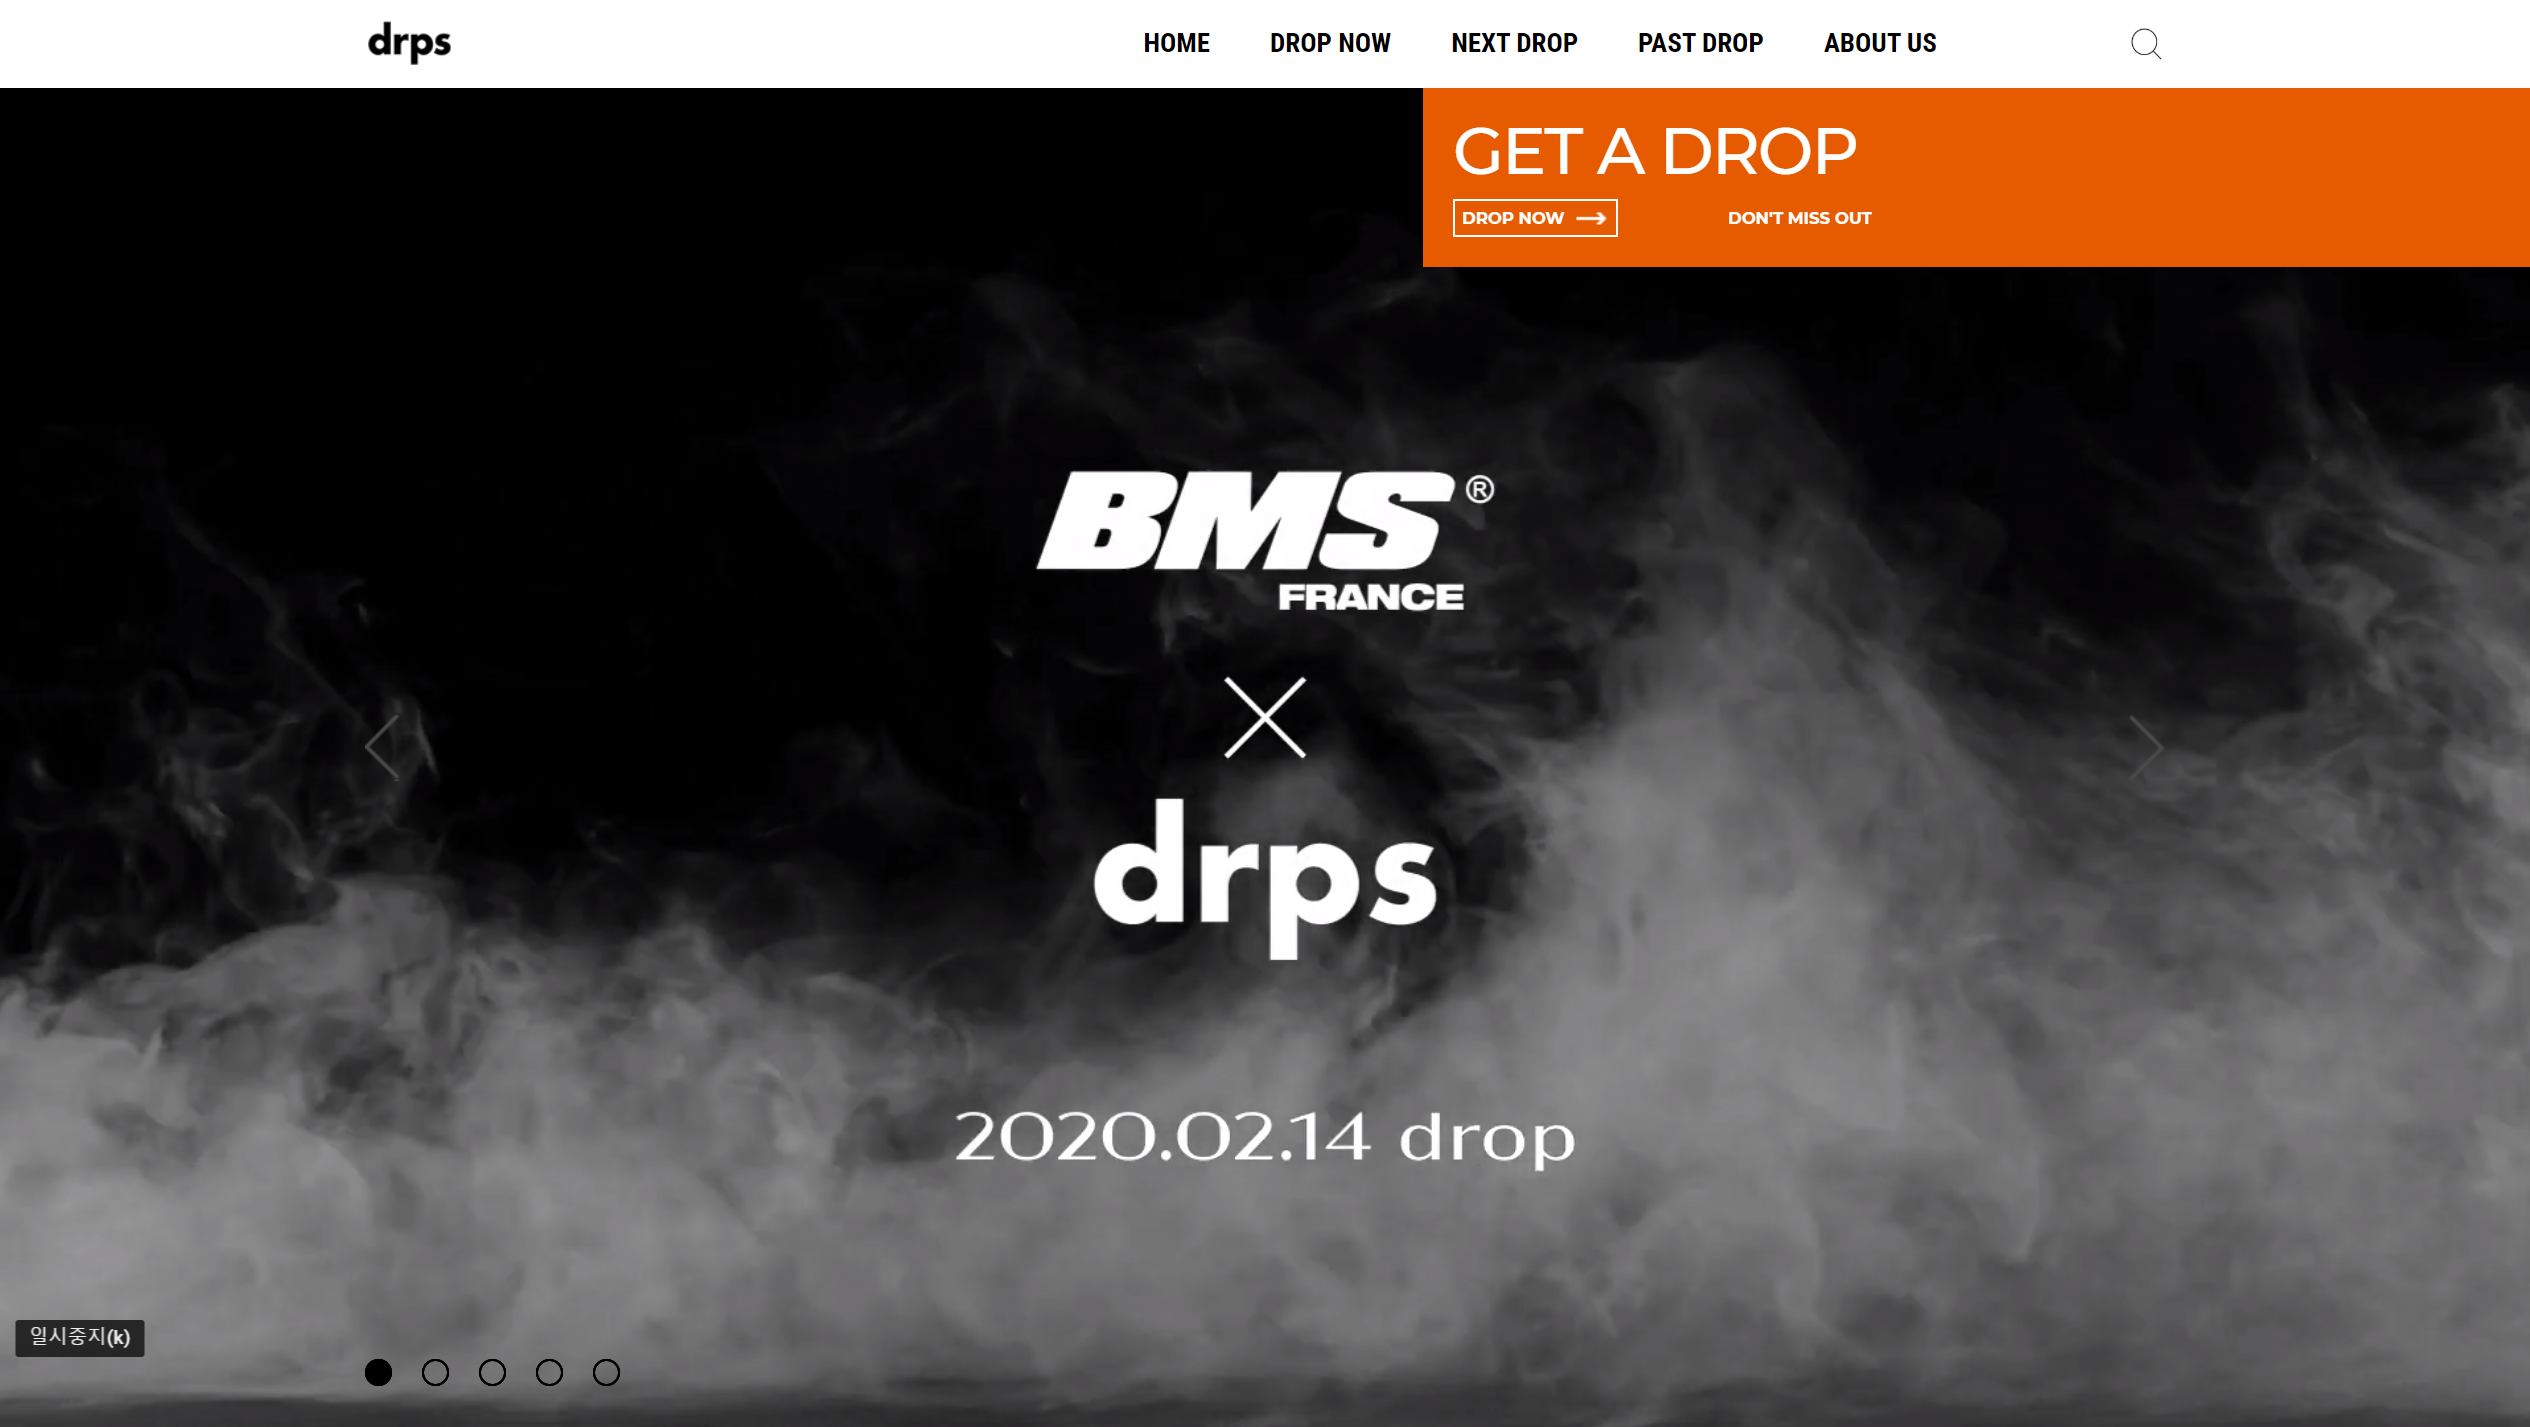 drps
HOME
DROP NOW
NEXT DROP
PAST DROP
ABOUT US
GET A DROP
DROP NOW
DON'T MISS OUT
BMS®
FRANCE
drps
2020.02.14 drop
일시중지(k)